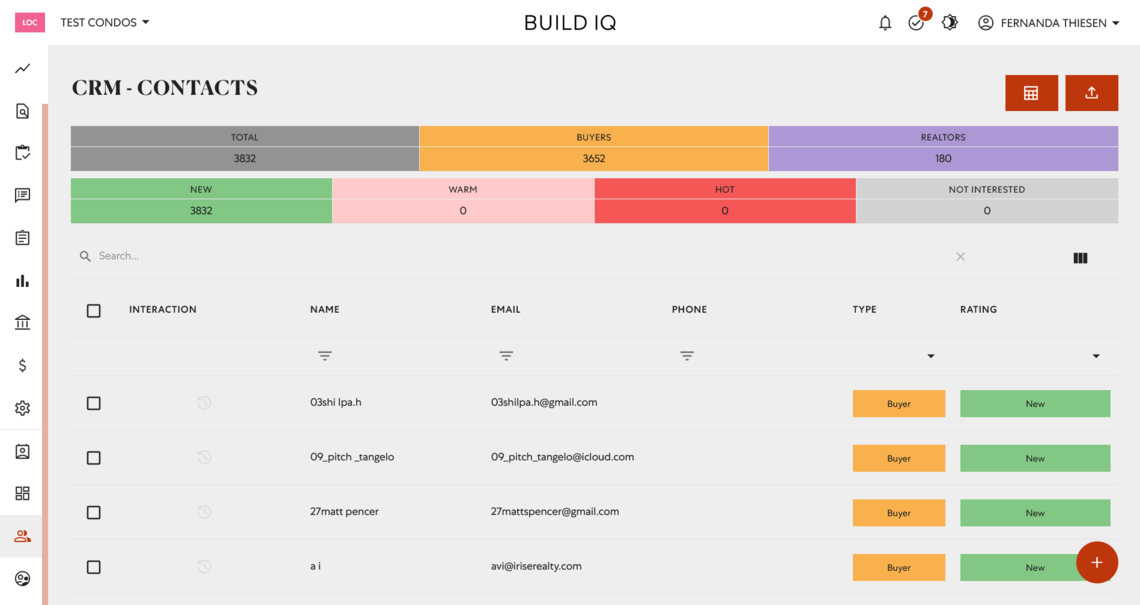 LOC TEST CONDOS BUILD IQ 7 FERNANDA THIESEN
CRM - CONTACTS
TOTAL BUYERS REALTORS
3832 3652 180
NEW WARM HOT NOT INTERESTED
3832 0 0 0
Search...
INTERACTION NAME EMAIL PHONE TYPE RATING
03shi lpa.h 03shilpa.h@gmail.com Buyer New
09_pitch _tangelo 09_pitch_tangelo@icloud.com Buyer New
27matt pencer 27mattspencer@gmail.com Buyer New
a i avi@iriserealty.com Buyer New